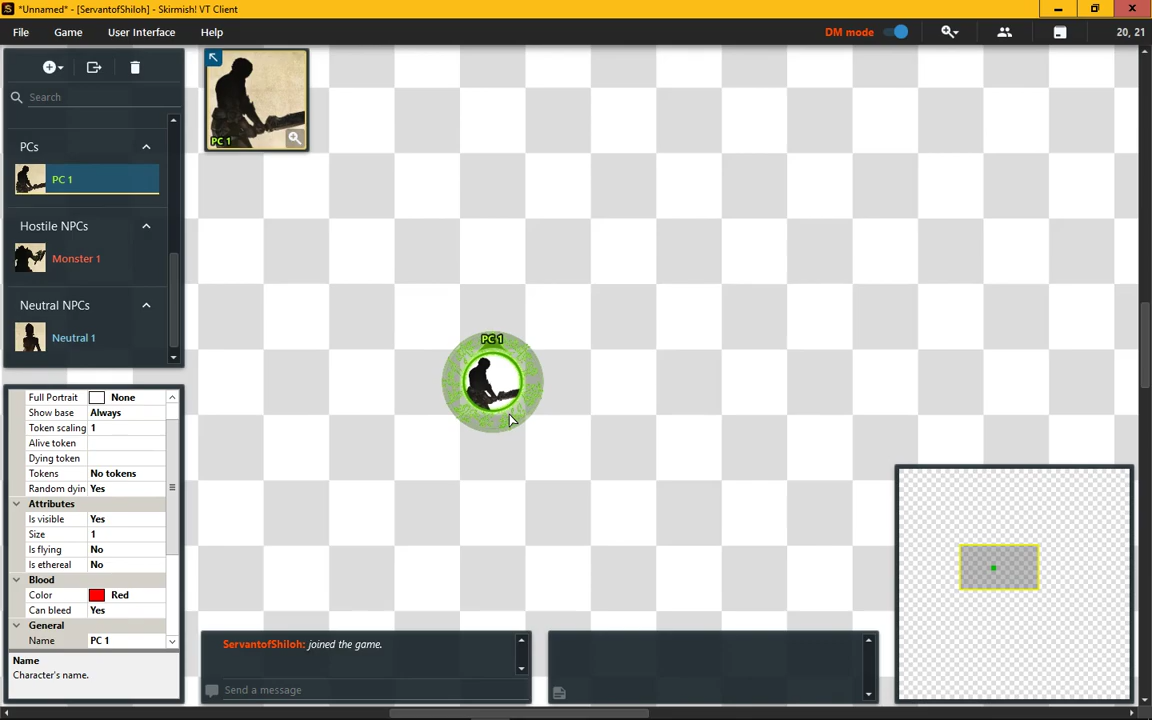 *Unnamed* - [ServantofShiloh] - Skirmish! VT Client
File Game User Interface Help DM mode 20, 21
Search
PCs
PC 1
Hostile NPCs
Monster 1
Neutral NPCs
Neutral 1
PC 1
PC 1
Full Portrait None
Show base Always
Token scaling 1
Alive token
Dying token
Tokens No tokens
Random dyin Yes
Attributes
Is visible Yes
Size 1
Is flying No
Is ethereal No
Blood
Color Red
Can bleed Yes
General
Name PC 1
Name
Character's name.
ServantofShiloh: joined the game.
Send a message